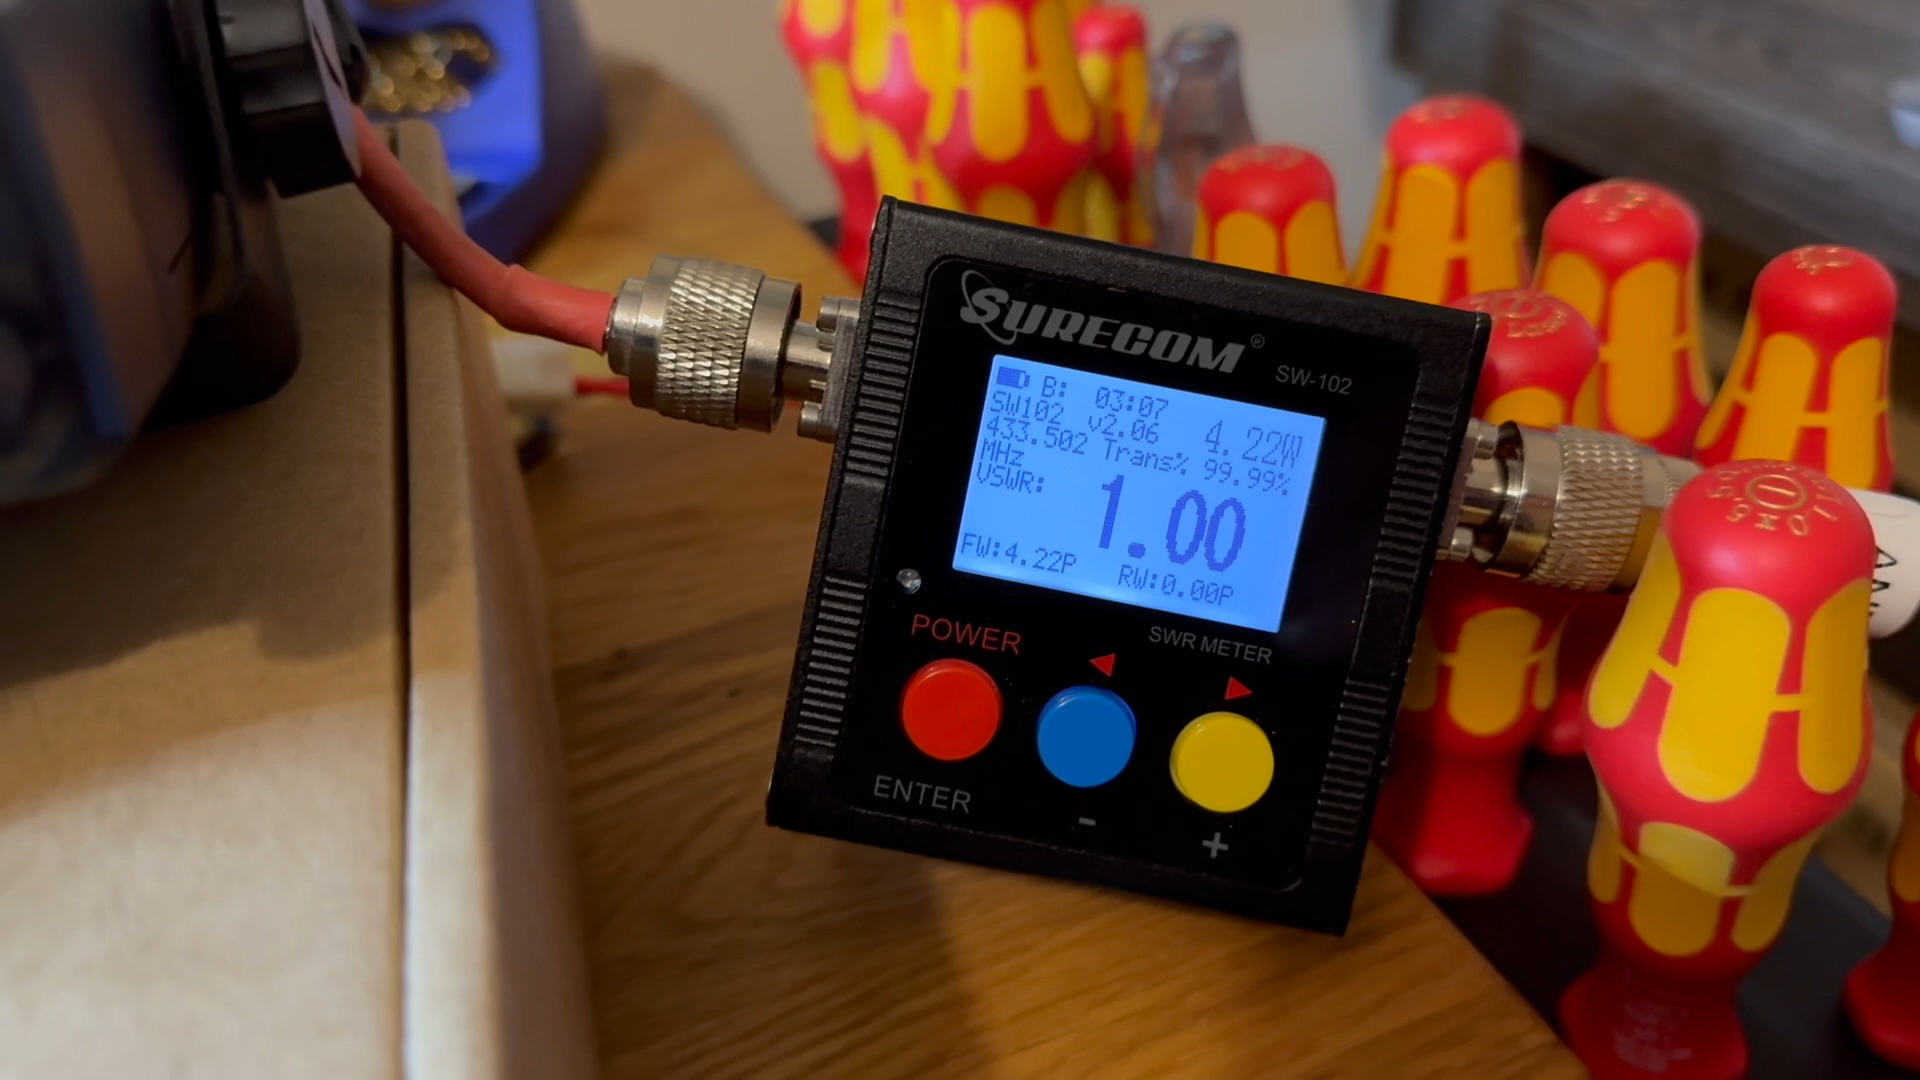 SURECOM®
SW-102
B: 03:07
SW102 v2.06 4.22W
433.502 Trans% 99.99%
MHz
VSWR: 1.00
FW:4.22P RW:0.00P
POWER
SWR METER
ENTER
-
+